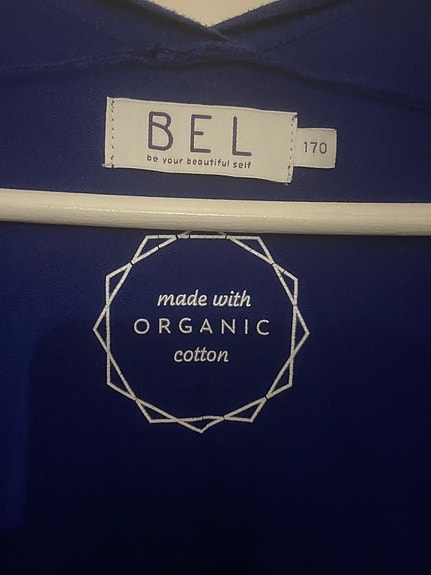 BEL
be your beautiful self
170
made with
ORGANIC
cotton